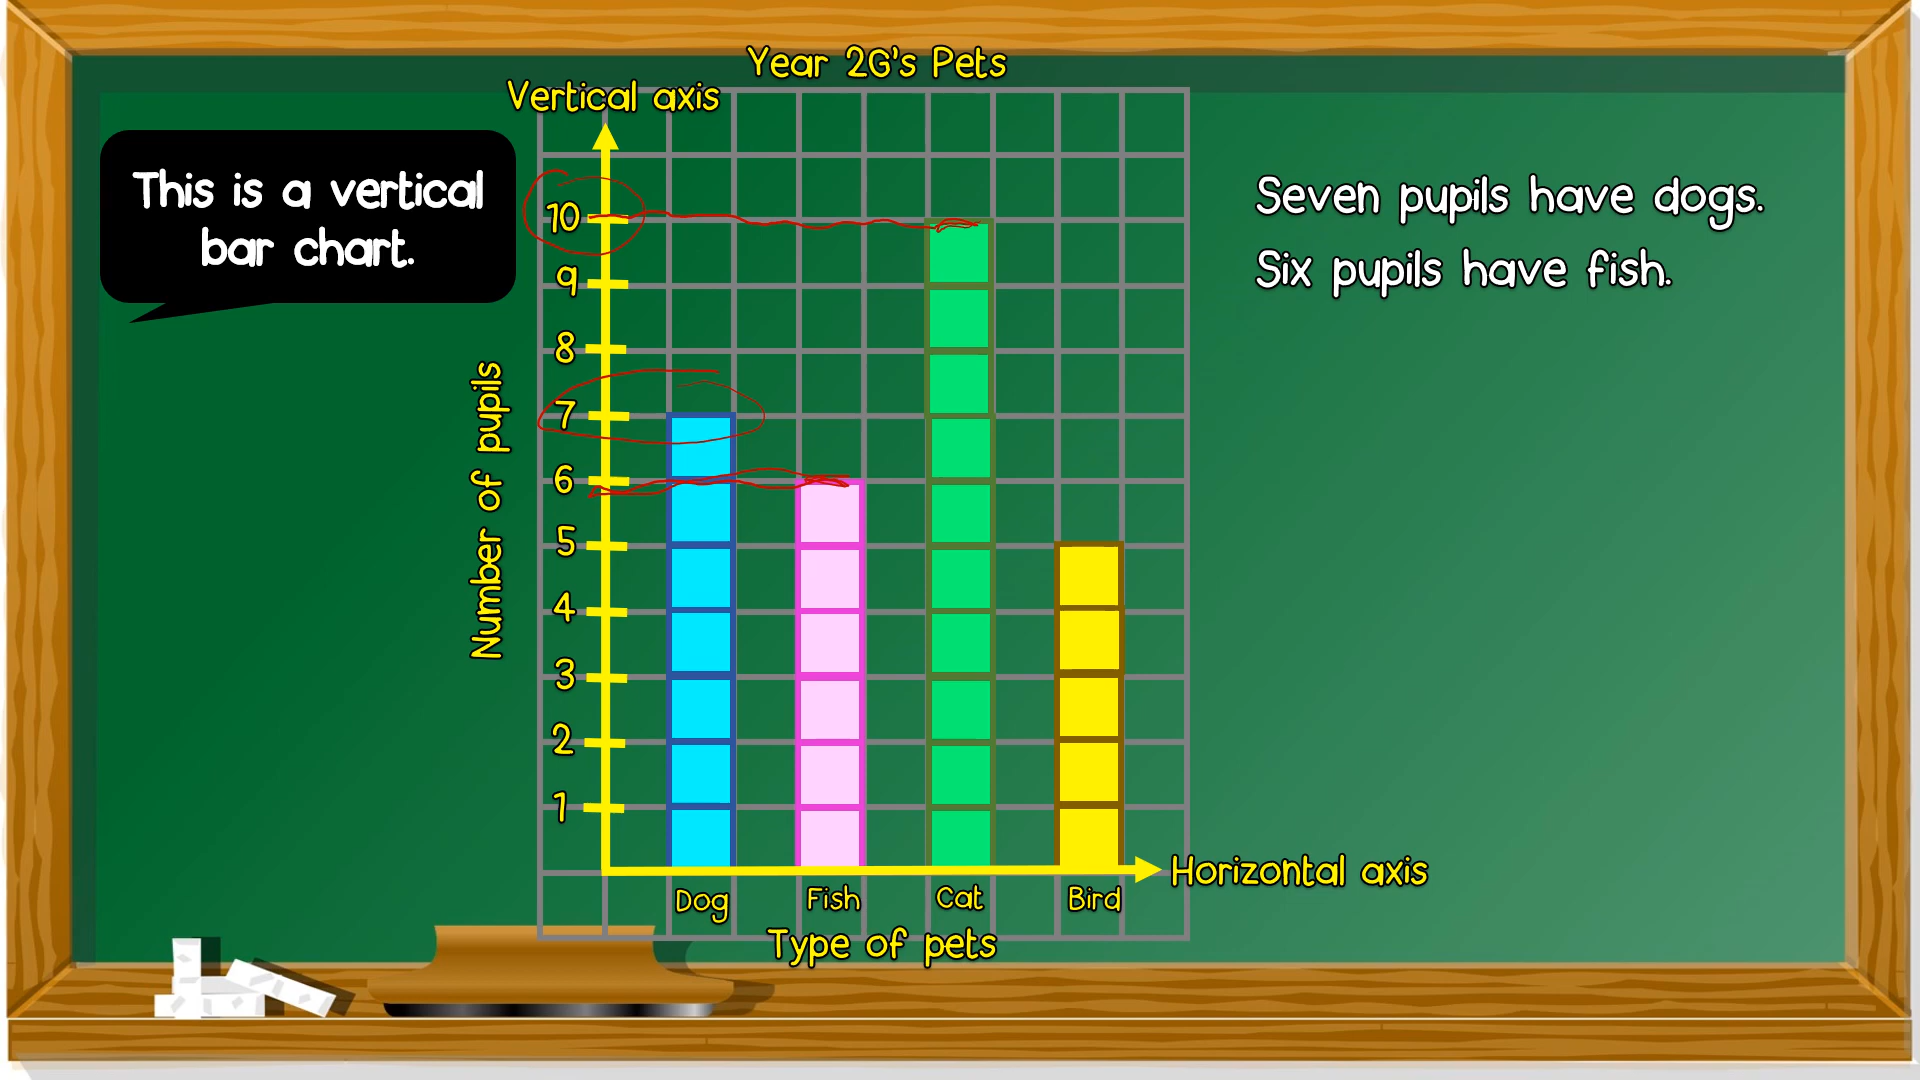 Year 2G's Pets
Vertical axis
This is a vertical
bar chart.
Seven pupils have dogs.
Six pupils have fish.
Number of pupils
10
9
8
7
6
5
4
3
2
1
Horizontal axis
Dog Fish Cat Bird
Type of pets